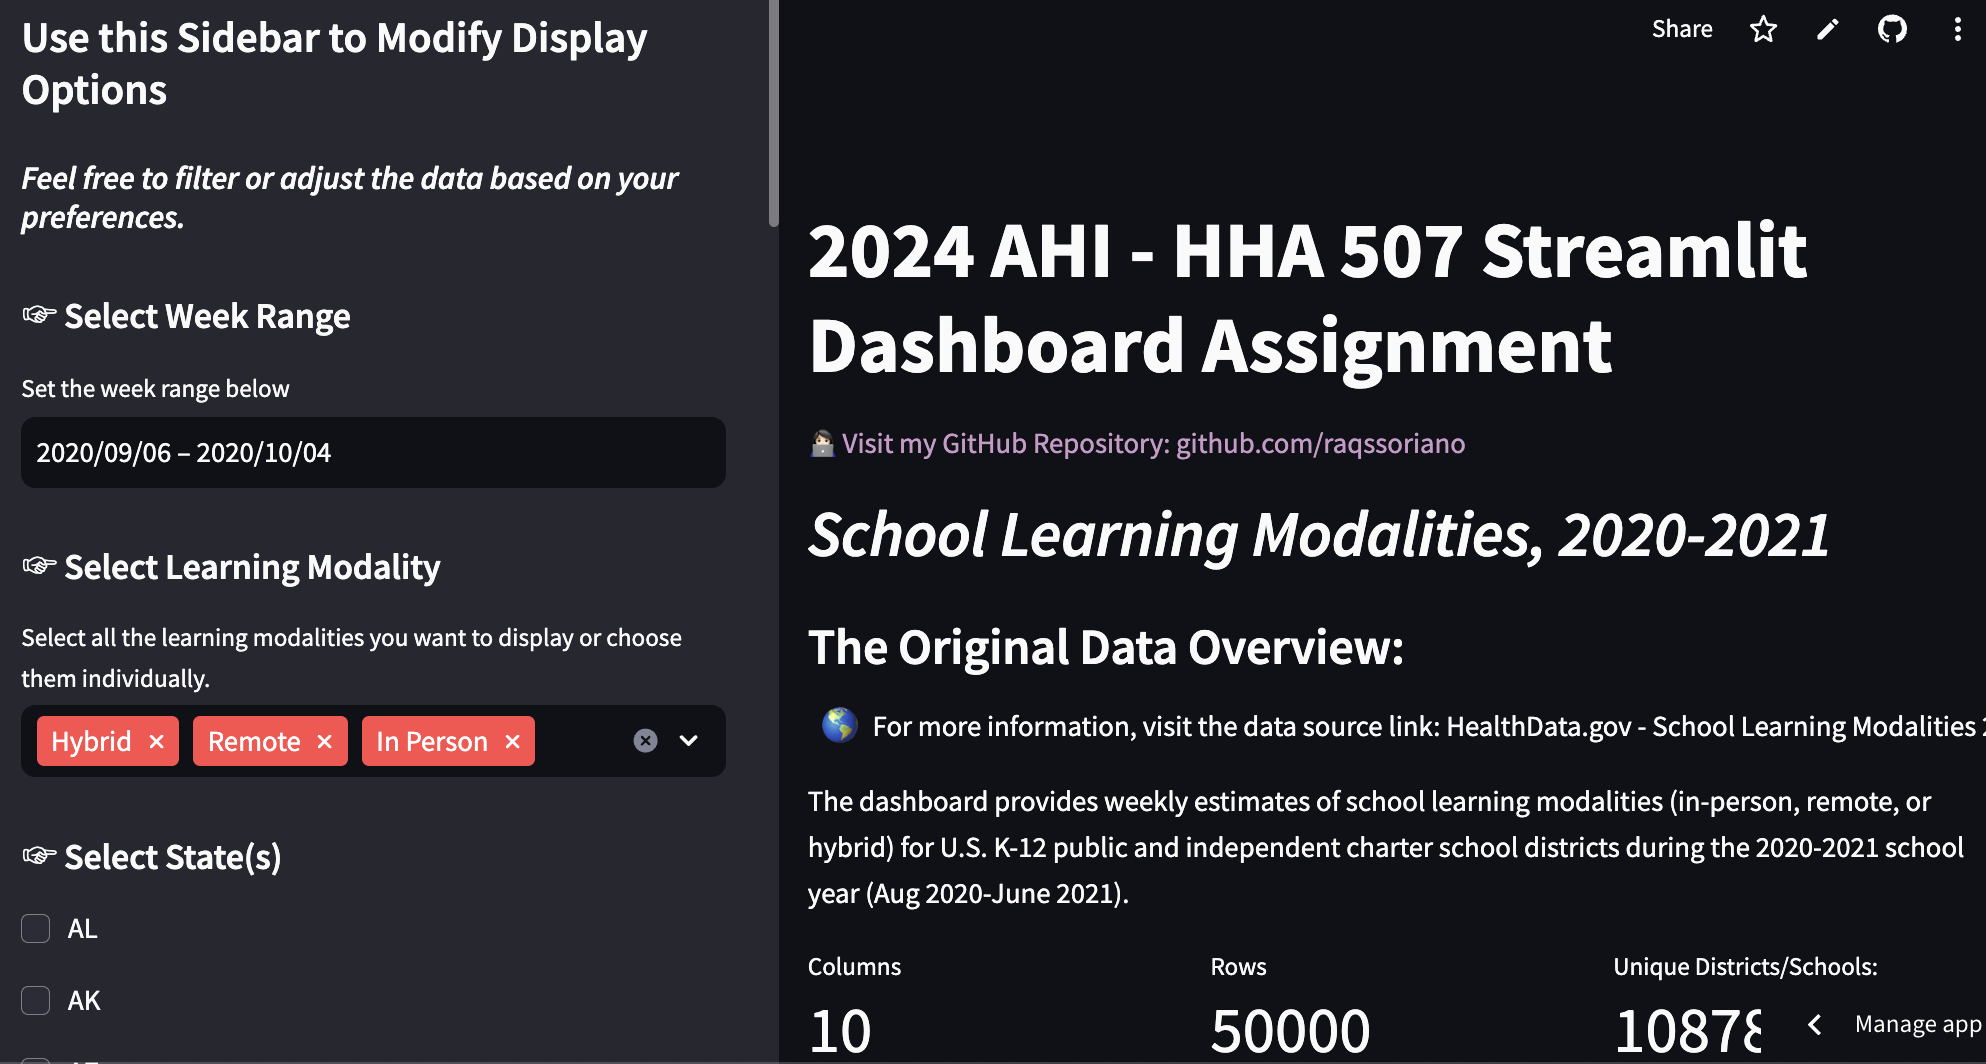 Use this Sidebar to Modify Display
Options
Feel free to filter or adjust the data based on your
preferences.
Select Week Range
Set the week range below
2020/09/06 – 2020/10/04
Select Learning Modality
Select all the learning modalities you want to display or choose
them individually.
Hybrid × Remote × In Person ×
Select State(s)
AL
AK
Share
2024 AHI - HHA 507 Streamlit
Dashboard Assignment
Visit my GitHub Repository: github.com/raqssoriano
School Learning Modalities, 2020-2021
The Original Data Overview:
For more information, visit the data source link: HealthData.gov - School Learning Modalities
The dashboard provides weekly estimates of school learning modalities (in-person, remote, or
hybrid) for U.S. K-12 public and independent charter school districts during the 2020-2021 school
year (Aug 2020-June 2021).
Columns Rows Unique Districts/Schools:
10 50000 10878
Manage app